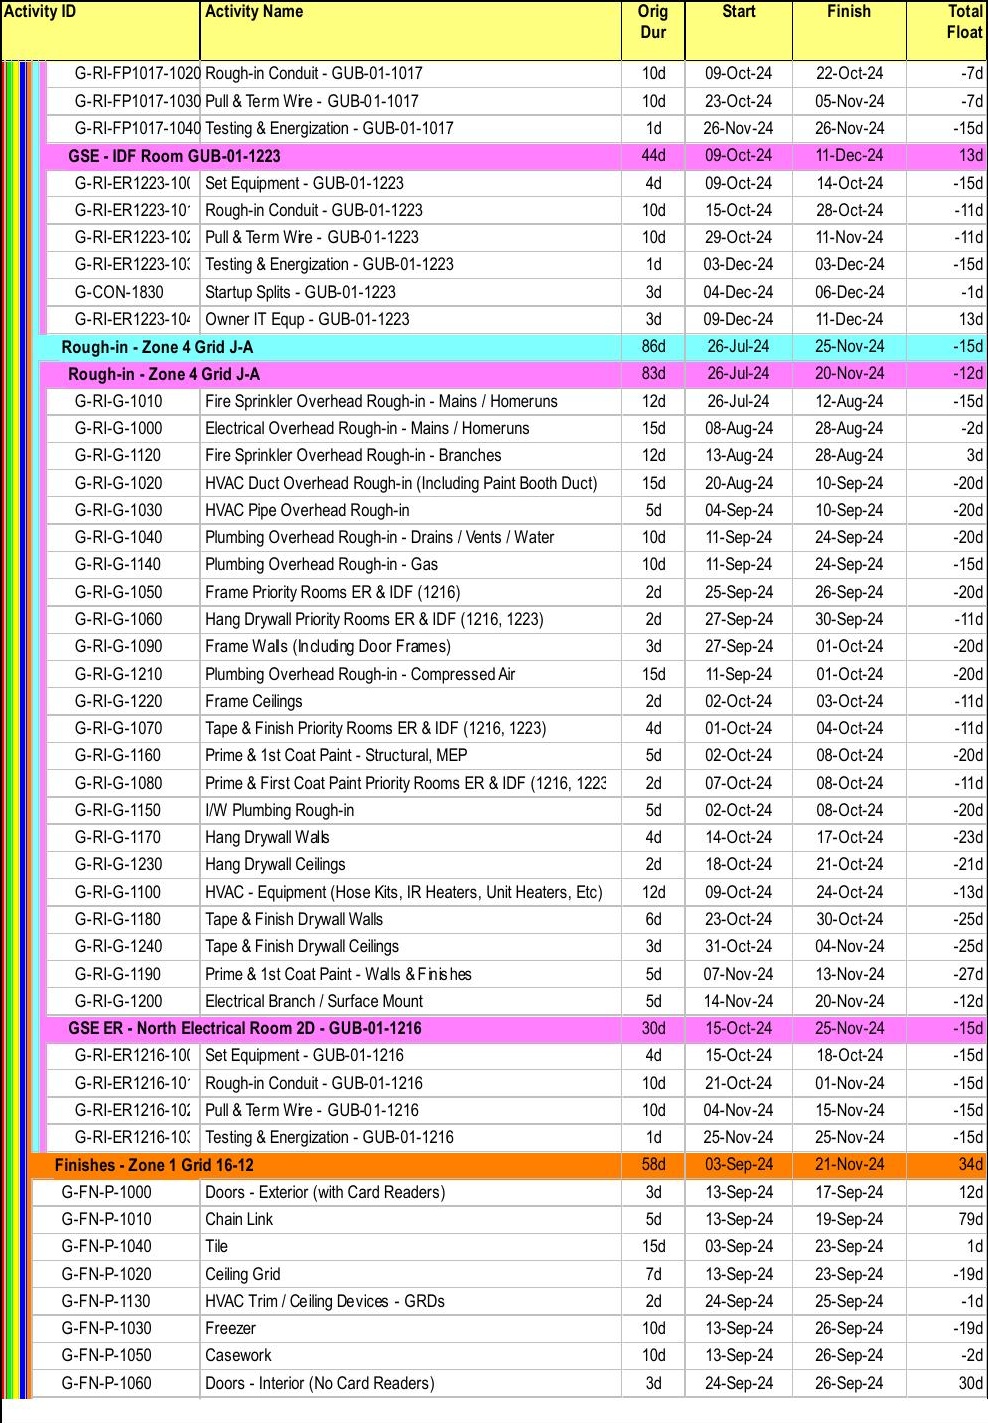 Activity ID Activity Name Orig Dur Start Finish Total Float
G-RI-FP1017-1020 Rough-in Conduit - GUB-01-1017 10d 09-Oct-24 22-Oct-24 -7d
G-RI-FP1017-1030 Pull & Term Wire - GUB-01-1017 10d 23-Oct-24 05-Nov-24 -7d
G-RI-FP1017-1040 Testing & Energization - GUB-01-1017 1d 26-Nov-24 26-Nov-24 -15d
GSE - IDF Room GUB-01-1223 44d 09-Oct-24 11-Dec-24 13d
G-RI-ER1223-100 Set Equipment - GUB-01-1223 4d 09-Oct-24 14-Oct-24 -15d
G-RI-ER1223-101 Rough-in Conduit - GUB-01-1223 10d 15-Oct-24 28-Oct-24 -11d
G-RI-ER1223-102 Pull & Term Wire - GUB-01-1223 10d 29-Oct-24 11-Nov-24 -11d
G-RI-ER1223-103 Testing & Energization - GUB-01-1223 1d 03-Dec-24 03-Dec-24 -15d
G-CON-1830 Startup Splits - GUB-01-1223 3d 04-Dec-24 06-Dec-24 -1d
G-RI-ER1223-104 Owner IT Equp - GUB-01-1223 3d 09-Dec-24 11-Dec-24 13d
Rough-in - Zone 4 Grid J-A 86d 26-Jul-24 25-Nov-24 -15d
Rough-in - Zone 4 Grid J-A 83d 26-Jul-24 20-Nov-24 -12d
G-RI-G-1010 Fire Sprinkler Overhead Rough-in - Mains / Homeruns 12d 26-Jul-24 12-Aug-24 -15d
G-RI-G-1000 Electrical Overhead Rough-in - Mains / Homeruns 15d 08-Aug-24 28-Aug-24 -2d
G-RI-G-1120 Fire Sprinkler Overhead Rough-in - Branches 12d 13-Aug-24 28-Aug-24 3d
G-RI-G-1020 HVAC Duct Overhead Rough-in (Including Paint Booth Duct) 15d 20-Aug-24 10-Sep-24 -20d
G-RI-G-1030 HVAC Pipe Overhead Rough-in 5d 04-Sep-24 10-Sep-24 -20d
G-RI-G-1040 Plumbing Overhead Rough-in - Drains / Vents / Water 10d 11-Sep-24 24-Sep-24 -20d
G-RI-G-1140 Plumbing Overhead Rough-in - Gas 10d 11-Sep-24 24-Sep-24 -15d
G-RI-G-1050 Frame Priority Rooms ER & IDF (1216) 2d 25-Sep-24 26-Sep-24 -20d
G-RI-G-1060 Hang Drywall Priority Rooms ER & IDF (1216, 1223) 2d 27-Sep-24 30-Sep-24 -11d
G-RI-G-1090 Frame Walls (Including Door Frames) 3d 27-Sep-24 01-Oct-24 -20d
G-RI-G-1210 Plumbing Overhead Rough-in - Compressed Air 15d 11-Sep-24 01-Oct-24 -20d
G-RI-G-1220 Frame Ceilings 2d 02-Oct-24 03-Oct-24 -11d
G-RI-G-1070 Tape & Finish Priority Rooms ER & IDF (1216, 1223) 4d 01-Oct-24 04-Oct-24 -11d
G-RI-G-1160 Prime & 1st Coat Paint - Structural, MEP 5d 02-Oct-24 08-Oct-24 -20d
G-RI-G-1080 Prime & First Coat Paint Priority Rooms ER & IDF (1216, 1223 2d 07-Oct-24 08-Oct-24 -11d
G-RI-G-1150 I/W Plumbing Rough-in 5d 02-Oct-24 08-Oct-24 -20d
G-RI-G-1170 Hang Drywall Walls 4d 14-Oct-24 17-Oct-24 -23d
G-RI-G-1230 Hang Drywall Ceilings 2d 18-Oct-24 21-Oct-24 -21d
G-RI-G-1100 HVAC - Equipment (Hose Kits, IR Heaters, Unit Heaters, Etc) 12d 09-Oct-24 24-Oct-24 -13d
G-RI-G-1180 Tape & Finish Drywall Walls 6d 23-Oct-24 30-Oct-24 -25d
G-RI-G-1240 Tape & Finish Drywall Ceilings 3d 31-Oct-24 04-Nov-24 -25d
G-RI-G-1190 Prime & 1st Coat Paint - Walls & Finishes 5d 07-Nov-24 13-Nov-24 -27d
G-RI-G-1200 Electrical Branch / Surface Mount 5d 14-Nov-24 20-Nov-24 -12d
GSE ER - North Electrical Room 2D - GUB-01-1216 30d 15-Oct-24 25-Nov-24 -15d
G-RI-ER1216-100 Set Equipment - GUB-01-1216 4d 15-Oct-24 18-Oct-24 -15d
G-RI-ER1216-101 Rough-in Conduit - GUB-01-1216 10d 21-Oct-24 01-Nov-24 -15d
G-RI-ER1216-102 Pull & Term Wire - GUB-01-1216 10d 04-Nov-24 15-Nov-24 -15d
G-RI-ER1216-103 Testing & Energization - GUB-01-1216 1d 25-Nov-24 25-Nov-24 -15d
Finishes - Zone 1 Grid 16-12 58d 03-Sep-24 21-Nov-24 34d
G-FN-P-1000 Doors - Exterior (with Card Readers) 3d 13-Sep-24 17-Sep-24 12d
G-FN-P-1010 Chain Link 5d 13-Sep-24 19-Sep-24 79d
G-FN-P-1040 Tile 15d 03-Sep-24 23-Sep-24 1d
G-FN-P-1020 Ceiling Grid 7d 13-Sep-24 23-Sep-24 -19d
G-FN-P-1130 HVAC Trim / Ceiling Devices - GRDs 2d 24-Sep-24 25-Sep-24 -1d
G-FN-P-1030 Freezer 10d 13-Sep-24 26-Sep-24 -19d
G-FN-P-1050 Casework 10d 13-Sep-24 26-Sep-24 -2d
G-FN-P-1060 Doors - Interior (No Card Readers) 3d 24-Sep-24 26-Sep-24 30d